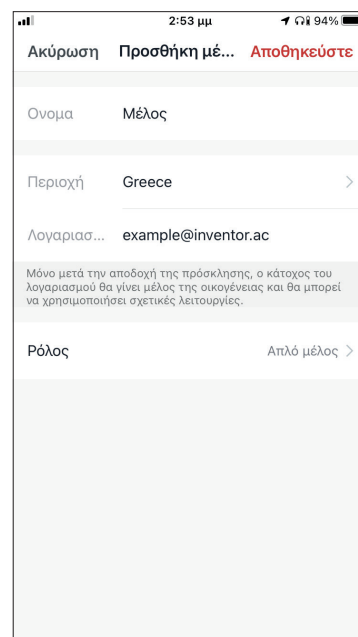 2:53 μμ 94%
Ακύρωση Προσθήκη μέ... Αποθηκεύστε
Ονομα Μέλος
Περιοχή Greece
Λογαριασ... example@inventor.ac
Μόνο μετά την αποδοχή της πρόσκλησης, ο κάτοχος του
λογαριασμού θα γίνει μέλος της οικογένειας και θα μπορεί
να χρησιμοποιήσει σχετικές λειτουργίες.
Ρόλος Απλό μέλος